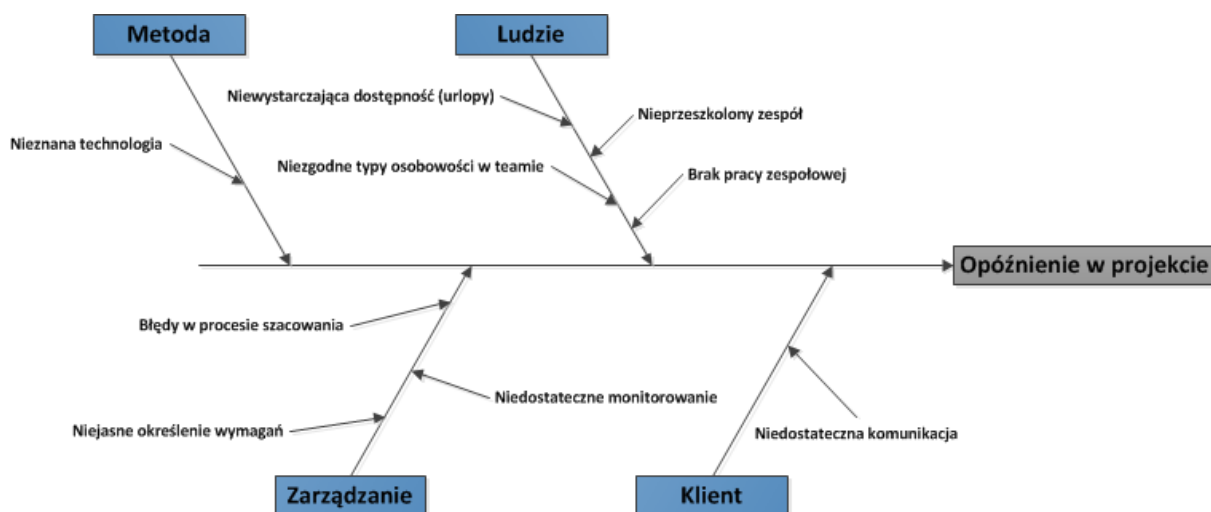 Metoda
Ludzie
Niewystarczająca dostępność (urlopy)
Nieprzeszkolony zespół
Nieznana technologia
Niezgodne typy osobowości w teamie
Brak pracy zespołowej
Opóźnienie w projekcie
Błędy w procesie szacowania
Niedostateczne monitorowanie
Niejasne określenie wymagań
Niedostateczna komunikacja
Zarządzanie
Klient